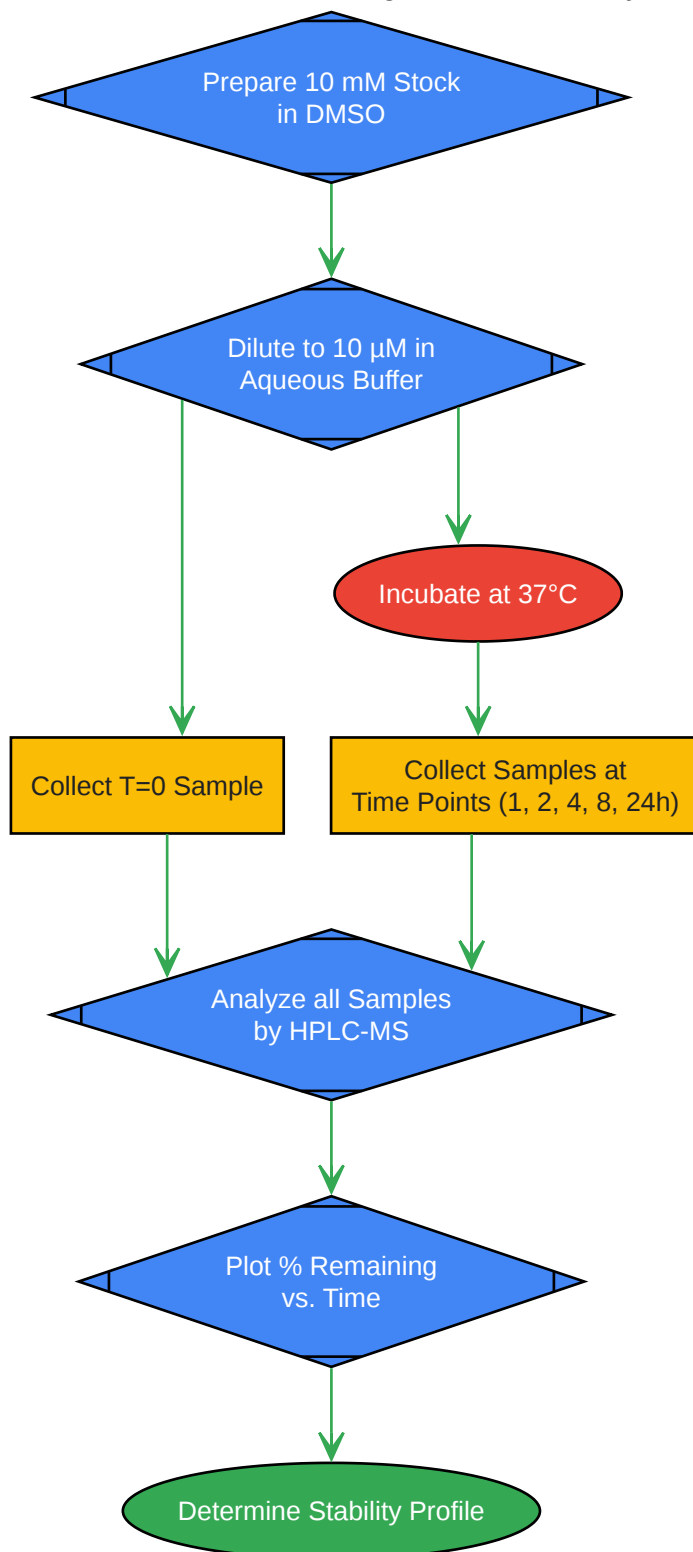 Prepare 10 mM Stock
in DMSO
Dilute to 10 µM in
Aqueous Buffer
Incubate at 37°C
Collect T=0 Sample
Collect Samples at
Time Points (1, 2, 4, 8, 24h)
Analyze all Samples
by HPLC-MS
Plot % Remaining
vs. Time
Determine Stability Profile